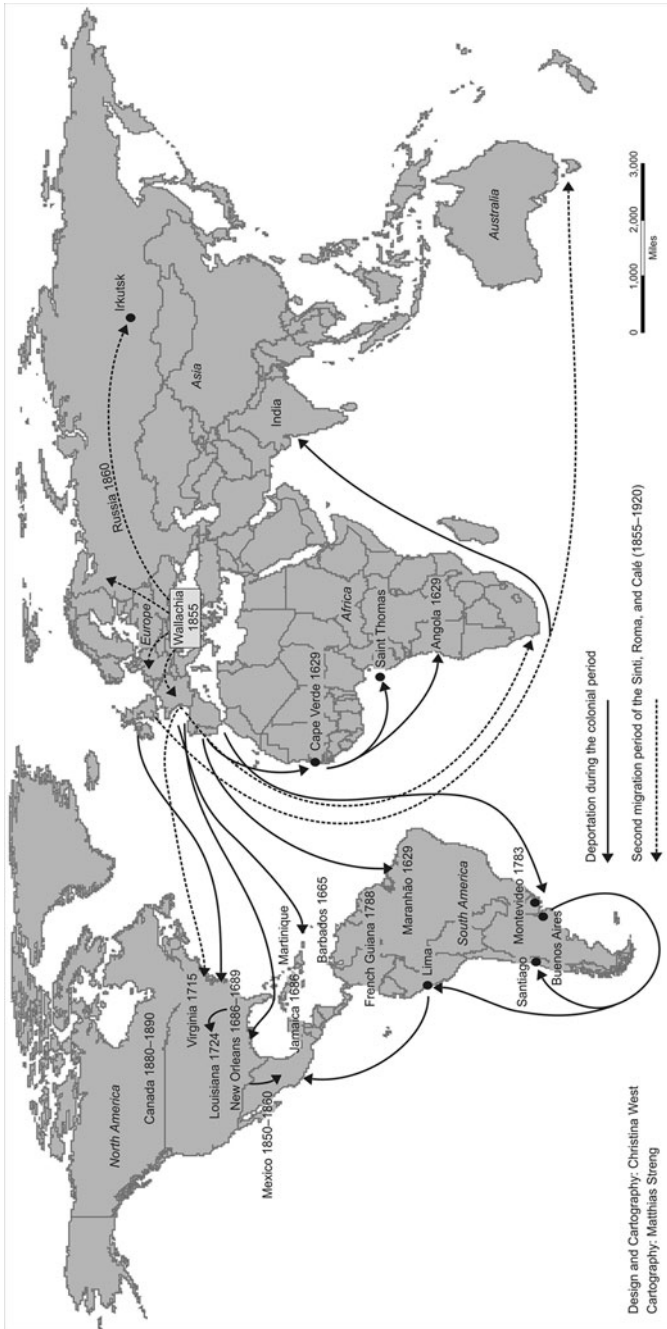 North America
Canada 1880–1890
Virginia 1715
Louisiana 1724
New Orleans 1686–1689
Mexico 1850–1860
Jamaica 1686
Martinique
Barbados 1665
French Guiana 1788
Maranhão 1629
South America
Lima
Santiago
Montevideo 1783
Buenos Aires
Europe
Wallachia
1855
Russia 1860
Irkutsk
Asia
India
Africa
Cape Verde 1629
Saint Thomas
Angola 1629
Australia
0
1,000
2,000
3,000
Miles
Deportation during the colonial period
Second migration period of the Sinti, Roma, and Calé (1855–1920)
Design and Cartography: Christina West
Cartography: Matthias Streng